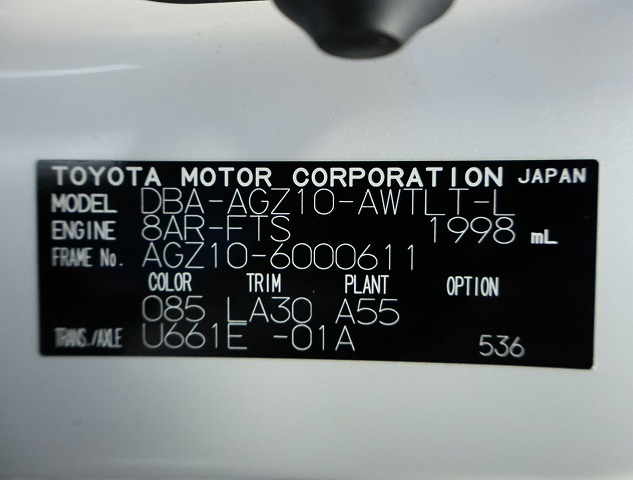 TOYOTA MOTOR CORPORATION JAPAN
MODEL DBA-AGZ10-AWTLT-L
ENGINE 8AR-FTS 1998 mL
FRAME No. AGZ10-6000611
COLOR TRIM PLANT OPTION
085 LA30 A55
TRANS./AXLE U661E -01A 536